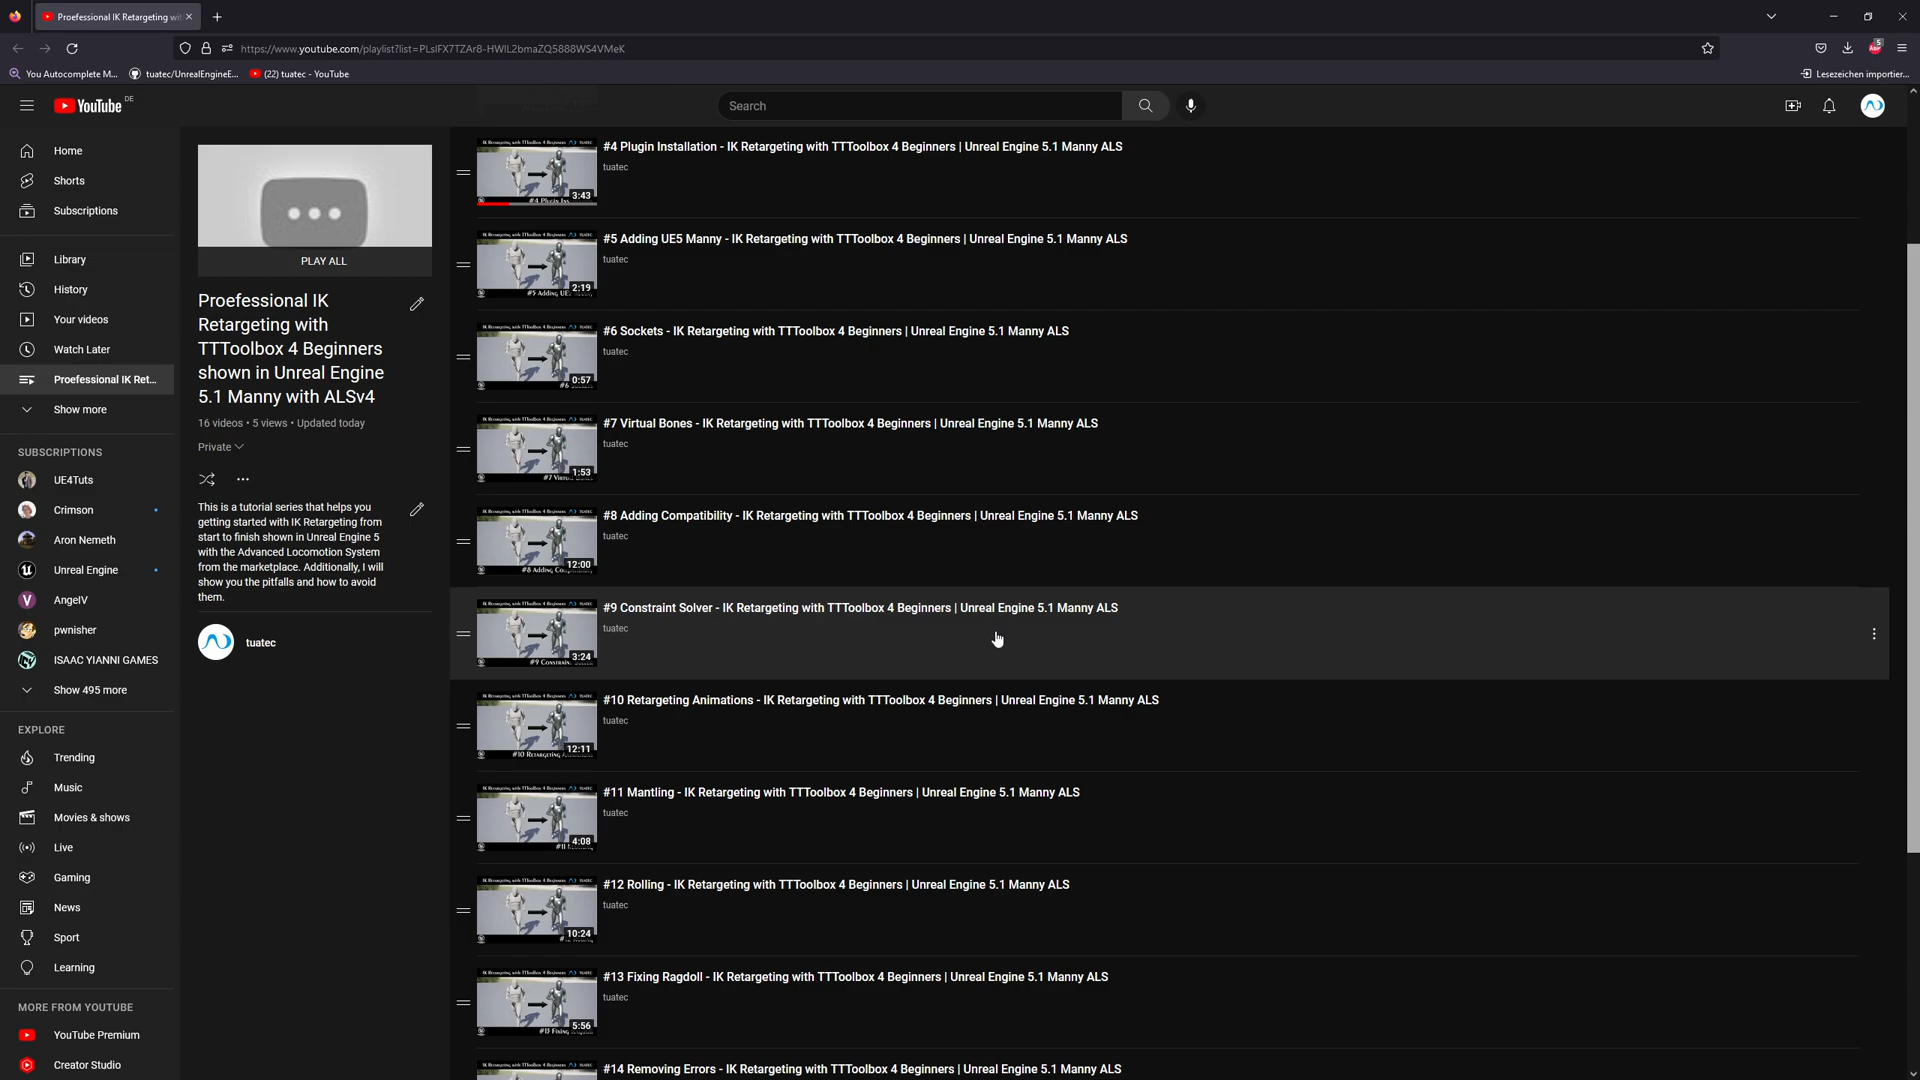 Proefessional IK Retargeting wit
https://www.youtube.com/playlist?list=PLsIFX7TZAr8-HWIL2bmaZQ5888WS4VMeK
5
You Autocomplete M...
tuatec/UnrealEngineE...
(22) tuatec - YouTube
Lesezeichen importier...
YouTube DE
Search
Home
Shorts
Subscriptions
Library
History
Your videos
Watch Later
Proefessional IK Ret...
Show more
SUBSCRIPTIONS
UE4Tuts
Crimson
Aron Nemeth
Unreal Engine
AngelV
pwnisher
ISAAC YIANNI GAMES
Show 495 more
EXPLORE
Trending
Music
Movies & shows
Live
Gaming
News
Sport
Learning
MORE FROM YOUTUBE
YouTube Premium
Creator Studio
PLAY ALL
Proefessional IK
Retargeting with
TTToolbox 4 Beginners
shown in Unreal Engine
5.1 Manny with ALSv4
16 videos • 5 views • Updated today
Private
This is a tutorial series that helps you
getting started with IK Retargeting from
start to finish shown in Unreal Engine 5
with the Advanced Locomotion System
from the marketplace. Additionally, I will
show you the pitfalls and how to avoid
them.
tuatec
#4 Plugin Installation - IK Retargeting with TTToolbox 4 Beginners | Unreal Engine 5.1 Manny ALS
tuatec
3:43
#5 Adding UE5 Manny - IK Retargeting with TTToolbox 4 Beginners | Unreal Engine 5.1 Manny ALS
tuatec
2:19
#6 Sockets - IK Retargeting with TTToolbox 4 Beginners | Unreal Engine 5.1 Manny ALS
tuatec
0:57
#7 Virtual Bones - IK Retargeting with TTToolbox 4 Beginners | Unreal Engine 5.1 Manny ALS
tuatec
1:53
#8 Adding Compatibility - IK Retargeting with TTToolbox 4 Beginners | Unreal Engine 5.1 Manny ALS
tuatec
12:00
#9 Constraint Solver - IK Retargeting with TTToolbox 4 Beginners | Unreal Engine 5.1 Manny ALS
tuatec
3:24
#10 Retargeting Animations - IK Retargeting with TTToolbox 4 Beginners | Unreal Engine 5.1 Manny ALS
tuatec
12:11
#11 Mantling - IK Retargeting with TTToolbox 4 Beginners | Unreal Engine 5.1 Manny ALS
tuatec
4:08
#12 Rolling - IK Retargeting with TTToolbox 4 Beginners | Unreal Engine 5.1 Manny ALS
tuatec
10:24
#13 Fixing Ragdoll - IK Retargeting with TTToolbox 4 Beginners | Unreal Engine 5.1 Manny ALS
tuatec
5:56
#14 Removing Errors - IK Retargeting with TTToolbox 4 Beginners | Unreal Engine 5.1 Manny ALS